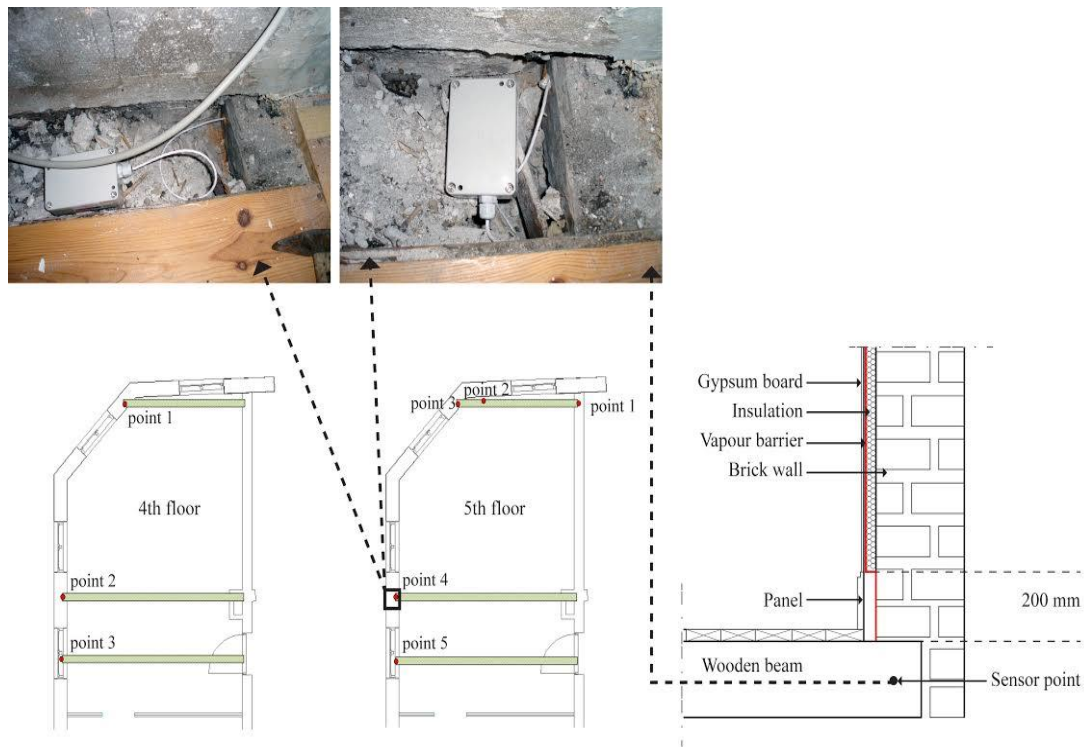 point 1
4th floor
point 2
point 3
point 2
point 3
point 1
5th floor
point 4
point 5
Gypsum board
Insulation
Vapour barrier
Brick wall
Panel
200 mm
Wooden beam
Sensor point